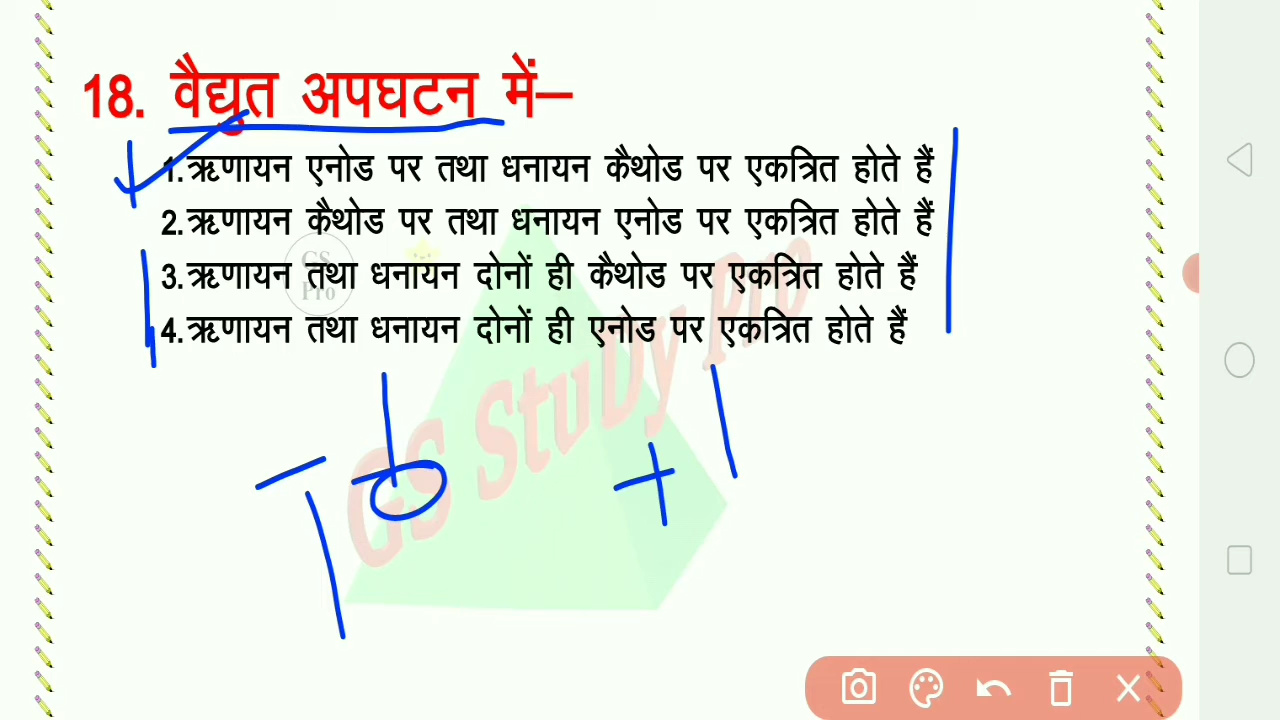 18. वैद्युत अपघटन में–
1.ऋणायन एनोड पर तथा धनायन कैथोड पर एकत्रित होते हैं
2.ऋणायन कैथोड पर तथा धनायन एनोड पर एकत्रित होते हैं
3.ऋणायन तथा धनायन दोनों ही कैथोड पर एकत्रित होते हैं
4.ऋणायन तथा धनायन दोनों ही एनोड पर एकत्रित होते हैं
GS
Pro
GS StuDy Pro
+